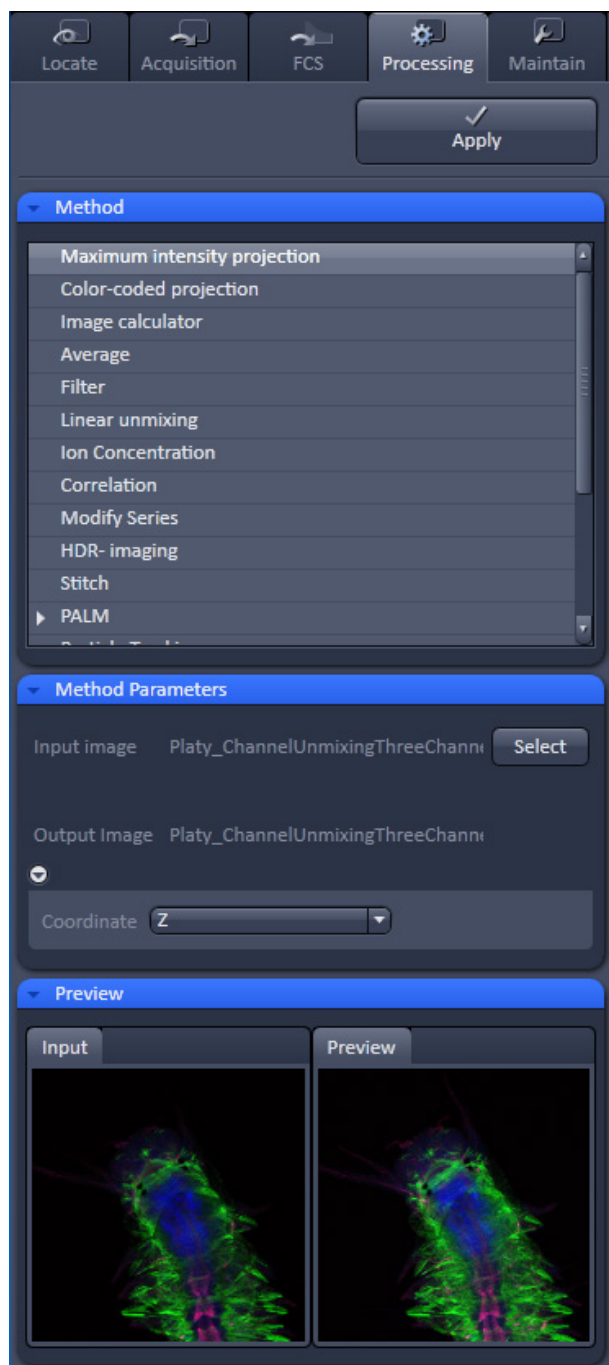 Locate Acquisition FCS Processing Maintain
Apply
Method
Maximum intensity projection
Color-coded projection
Image calculator
Average
Filter
Linear unmixing
Ion Concentration
Correlation
Modify Series
HDR- imaging
Stitch
PALM
Method Parameters
Input image Platy_ChannelUnmixingThreeChanne Select
Output Image Platy_ChannelUnmixingThreeChanne
Coordinate Z
Preview
Input Preview